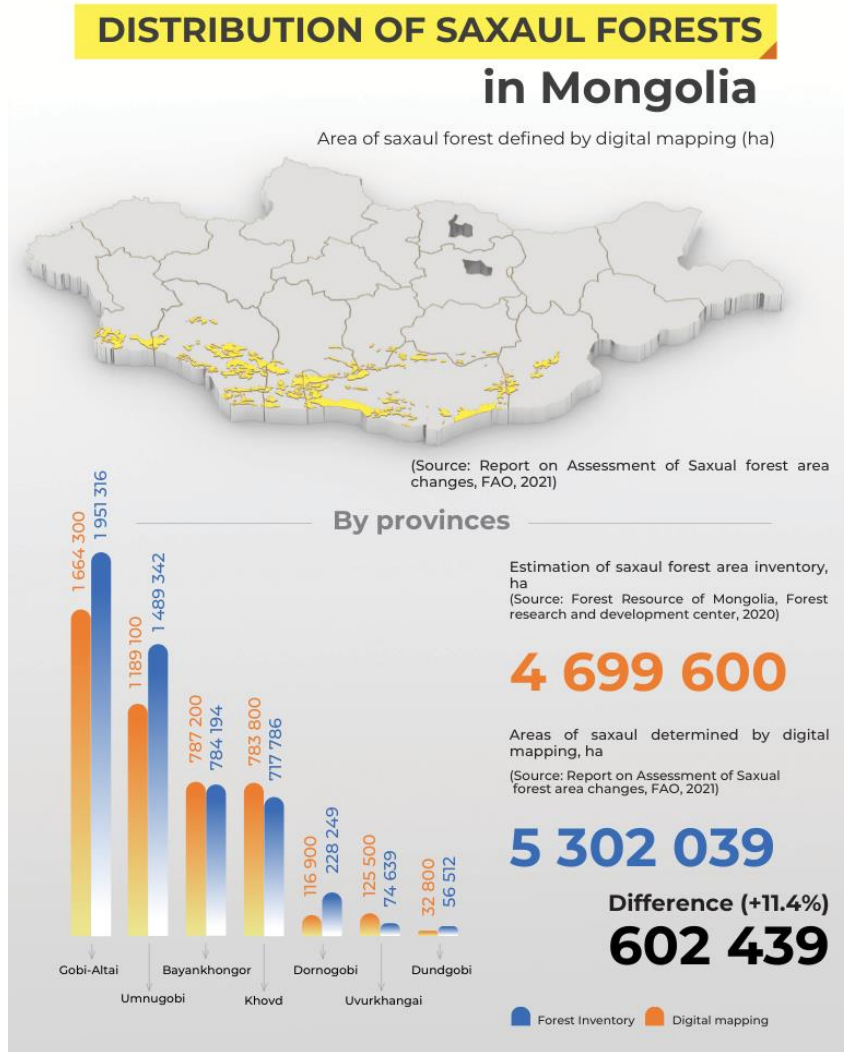 DISTRIBUTION OF SAXAUL FORESTS
in Mongolia
Area of saxaul forest defined by digital mapping (ha)
(Source: Report on Assessment of Saxual forest area
changes, FAO, 2021)
By provinces
1 664 300
1 951 316
1 189 100
1 489 342
787 200
784 194
783 800
717 786
116 900
228 249
125 500
74 639
32 800
56 512
Gobi-Altai
Umnugobi
Bayankhongor
Khovd
Dornogobi
Uvurkhangai
Dundgobi
Estimation of saxaul forest area inventory,
ha
(Source: Forest Resource of Mongolia, Forest
research and development center, 2020)
4 699 600
Areas of saxaul determined by digital
mapping, ha
(Source: Report on Assessment of Saxual
forest area changes, FAO, 2021)
5 302 039
Difference (+11.4%)
602 439
Forest Inventory
Digital mapping